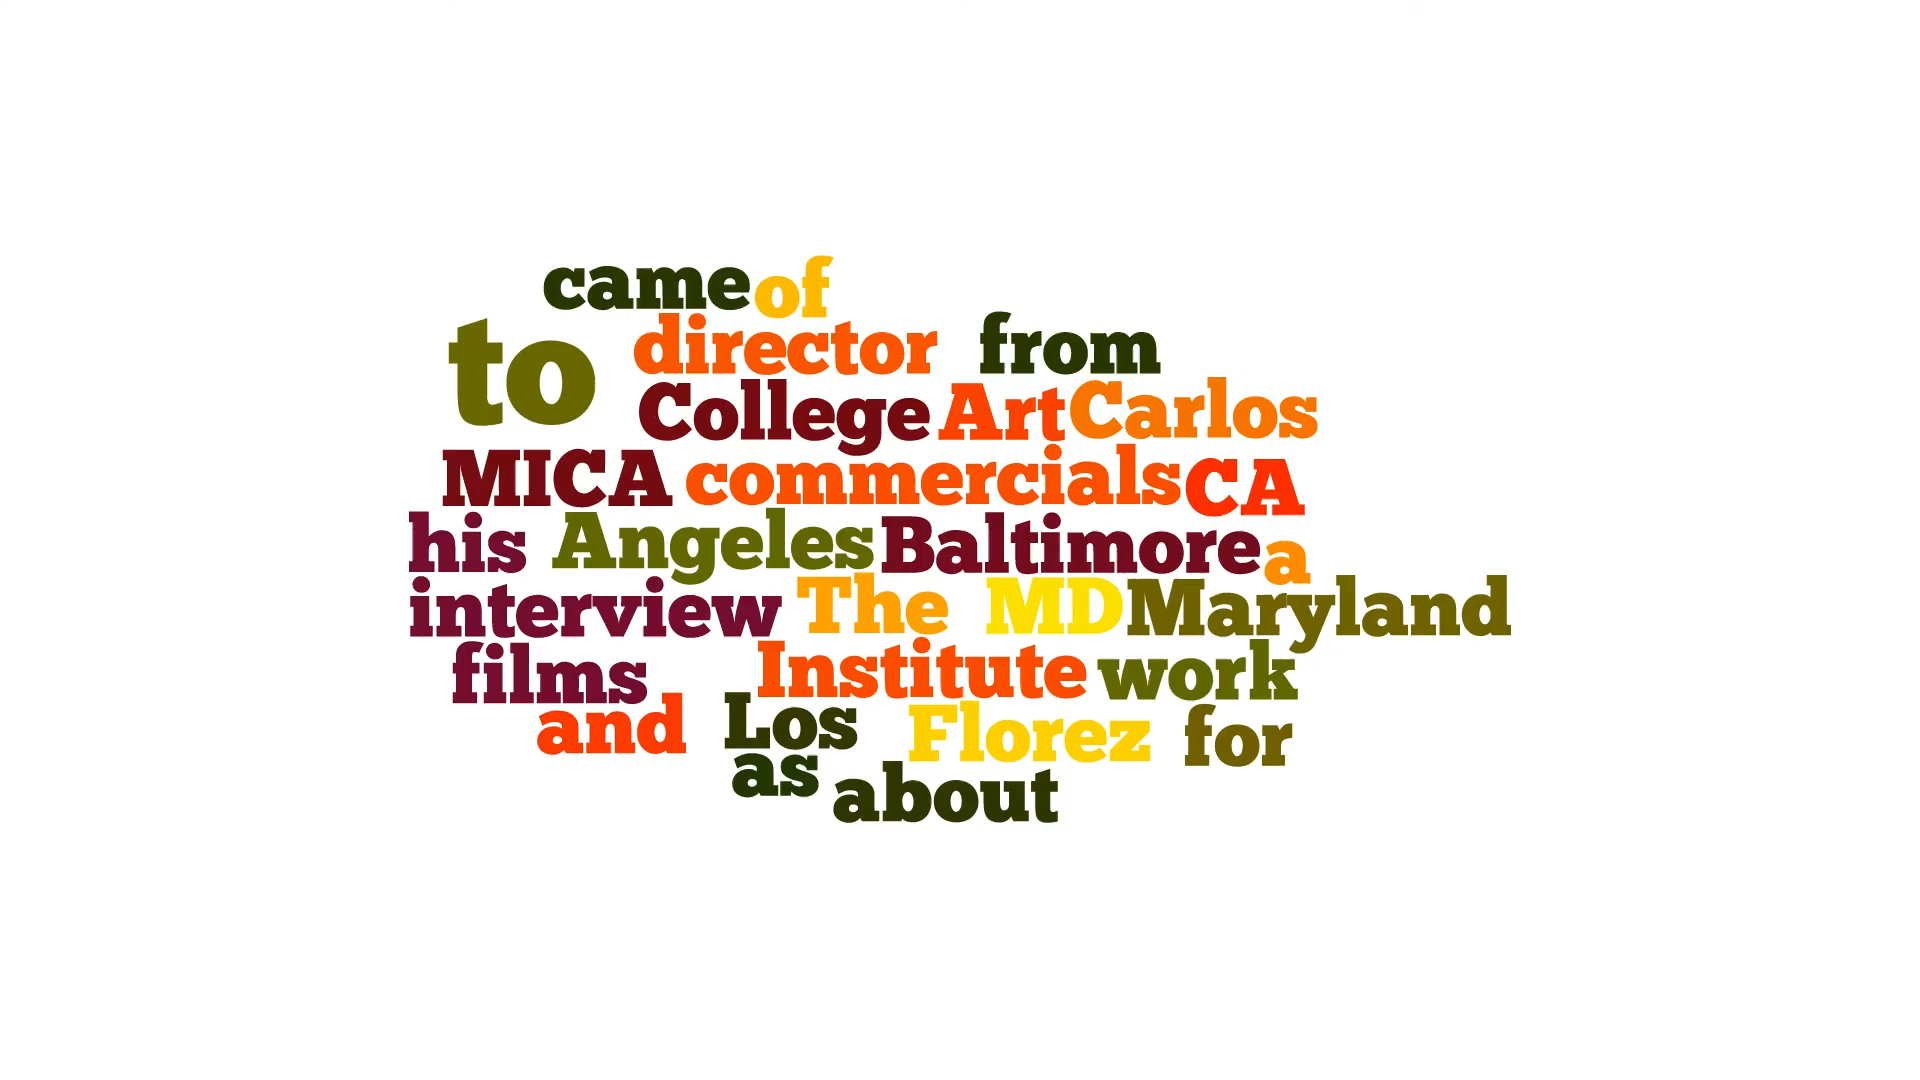 came of
to director from
College Art Carlos
MICA commercials CA
his Angeles Baltimore a
interview The MD Maryland
films Institute work
and Los Florez for
as about